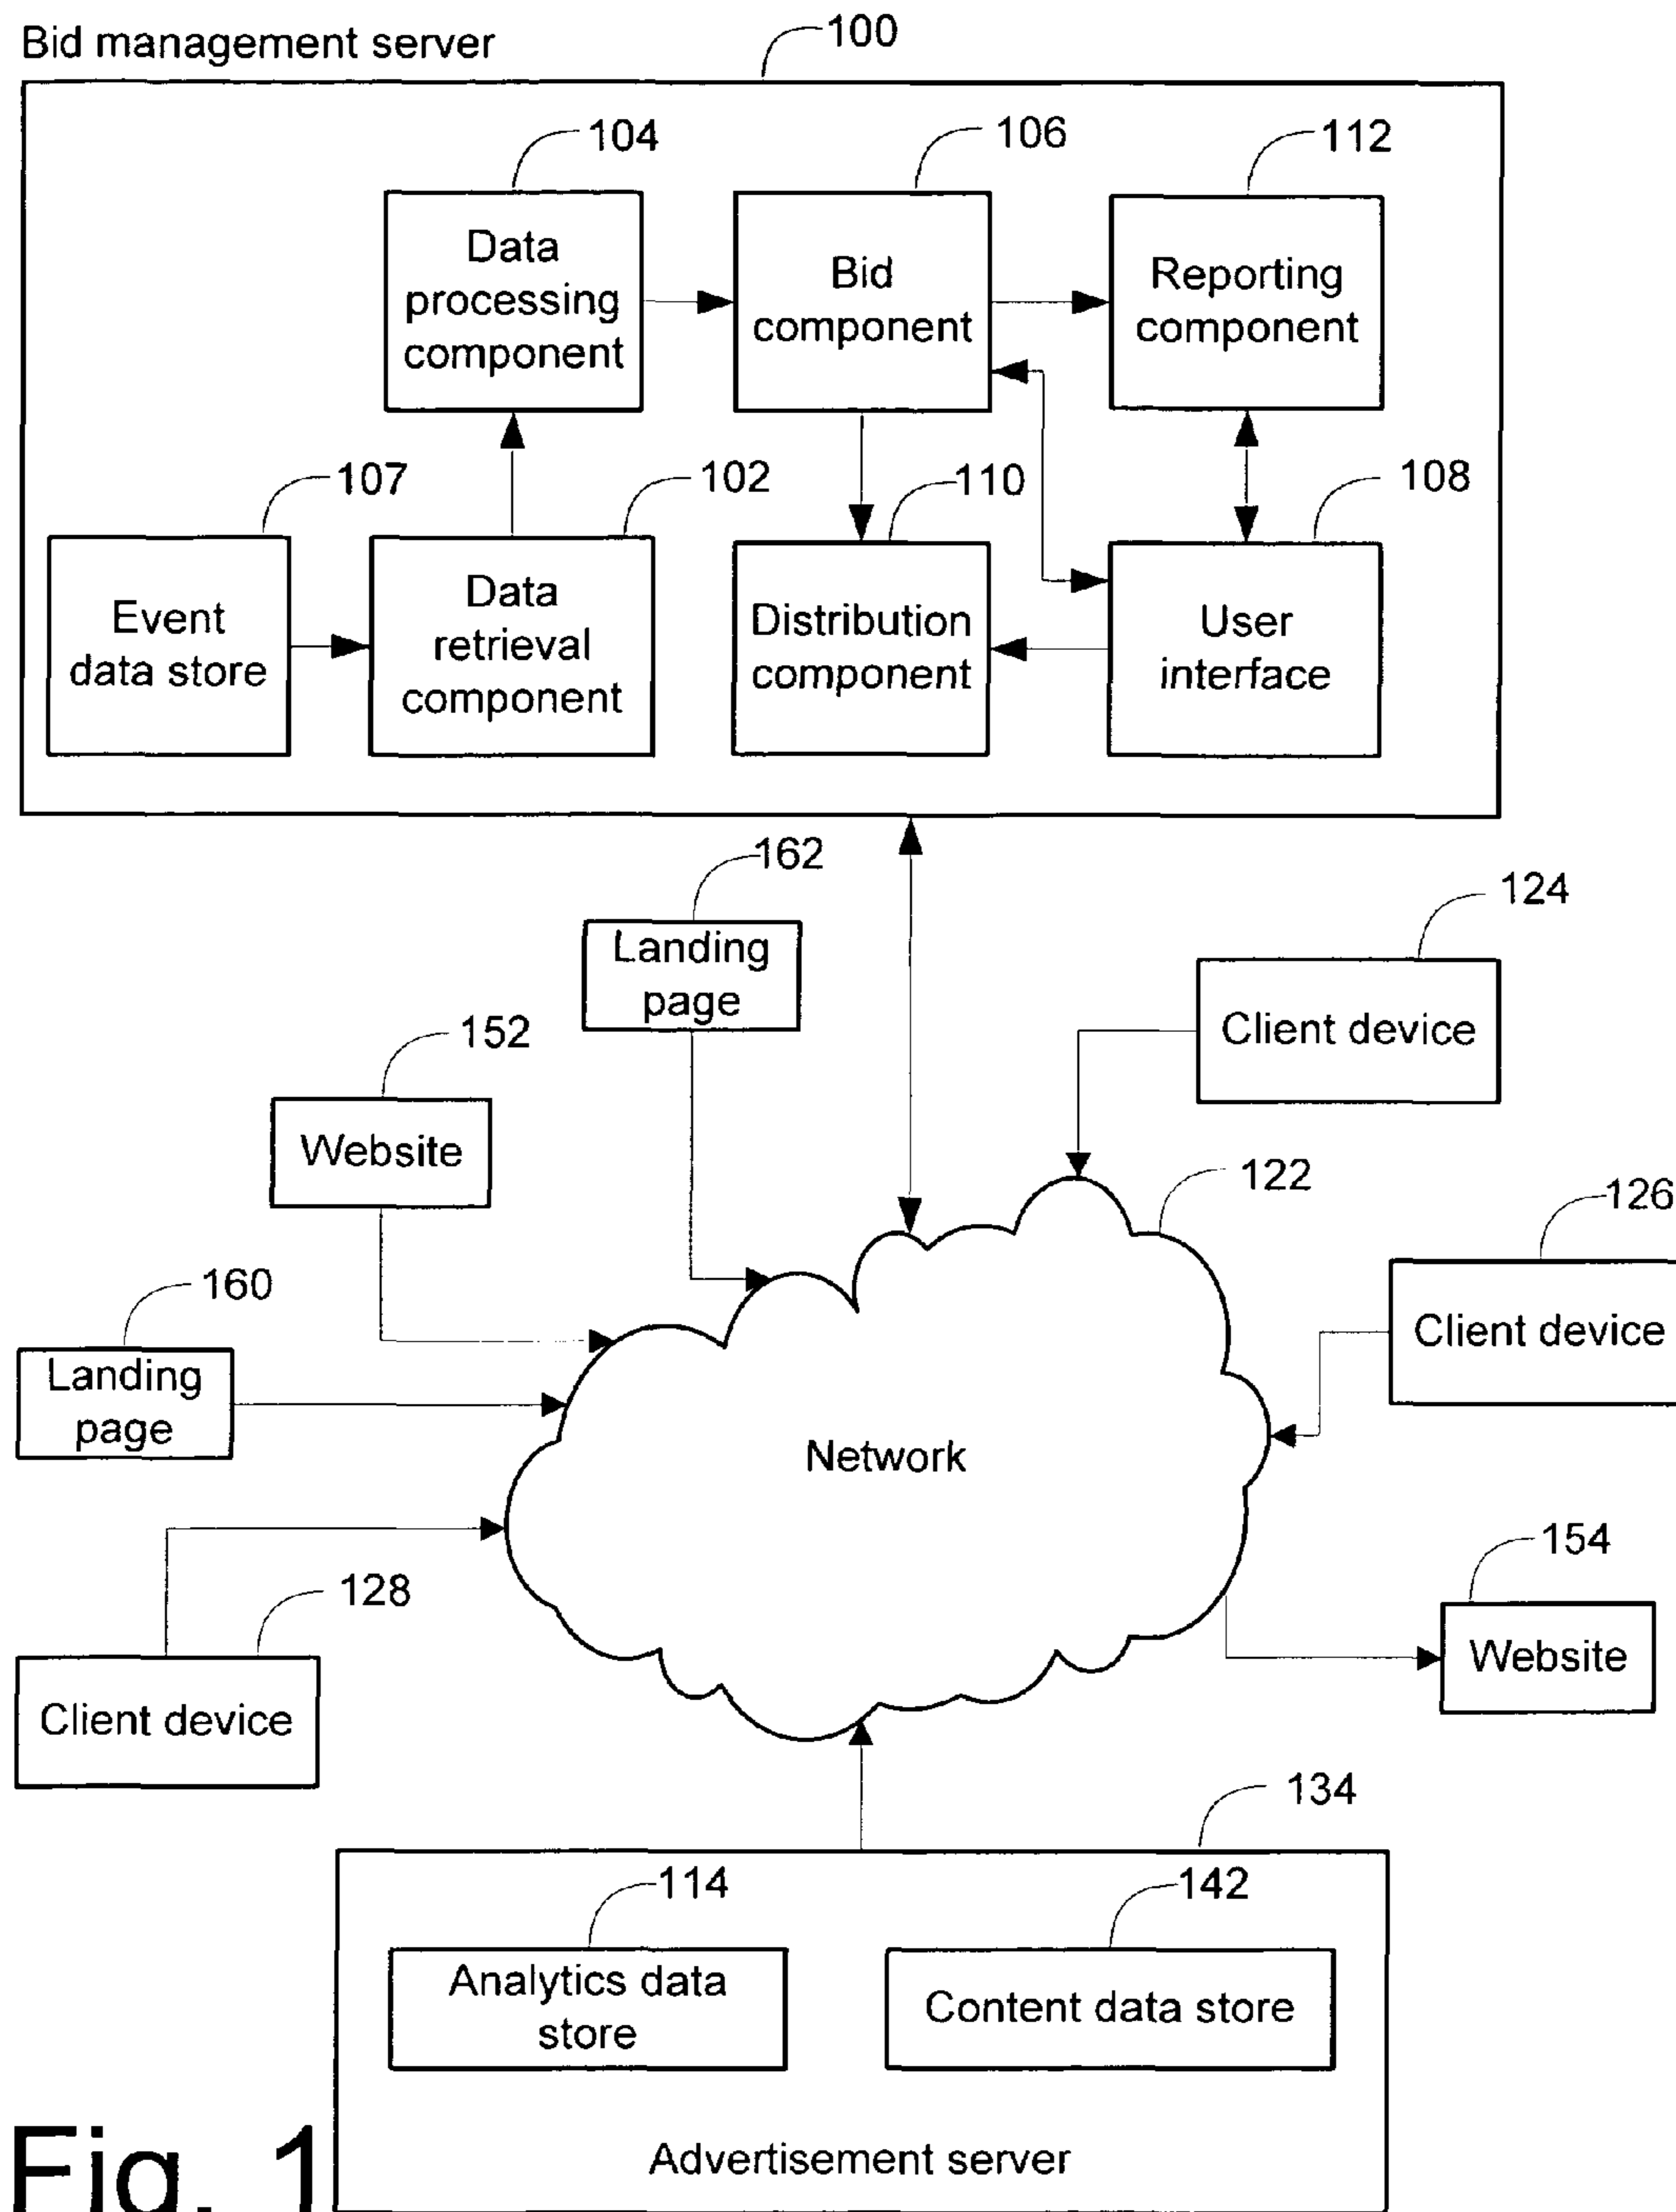 Bid management server
100
104
106
112
Data
processing
component
Bid
component
Reporting
component
107
102
110
108
Event
data store
Data
retrieval
component
Distribution
component
User
interface
162
124
Landing
page
Client device
152
Website
122
126
160
Landing
page
Client device
Network
154
128
Website
Client device
134
114
142
Analytics data
store
Content data store
Advertisement server
Fig. 1